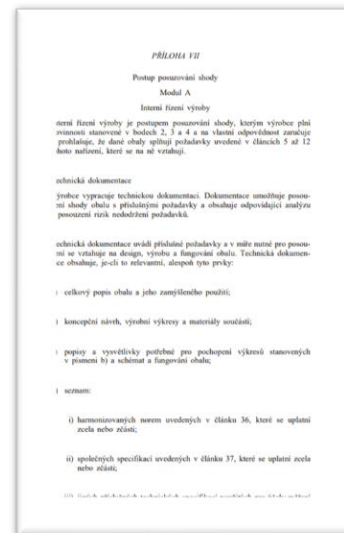 PŘÍLOHA VII
Postup posuzování shody
Modul A
Interní řízení výroby
terní řízení výroby je postupem posuzování shody, kterým výrobce plní
ovinnosti stanovené v bodech 2, 3 a 4 a na vlastní odpovědnost zaručuje
prohlašuje, že dané obaly splňují požadavky uvedené v článcích 5 až 12
hoto nařízení, které se na ně vztahují.
echnická dokumentace
ýrobce vypracuje technickou dokumentaci. Dokumentace umožňuje posou-
ní shody obalu s příslušnými požadavky a obsahuje odpovídající analýzu
posouzení rizik nedodržení požadavků.
echnická dokumentace uvádí příslušné požadavky a v míře nutné pro posou-
ní se vztahuje na design, výrobu a fungování obalu. Technická dokumen-
ce obsahuje, je-li to relevantní, alespoň tyto prvky:
) celkový popis obalu a jeho zamýšleného použití;
) koncepční návrh, výrobní výkresy a materiály součástí;
) popisy a vysvětlivky potřebné pro pochopení výkresů stanovených
v písmeni b) a schémat a fungování obalu;
) seznam:
i) harmonizovaných norem uvedených v článku 36, které se uplatní
zcela nebo zčásti;
ii) společných specifikací uvedených v článku 37, které se uplatní zcela
nebo zčásti;